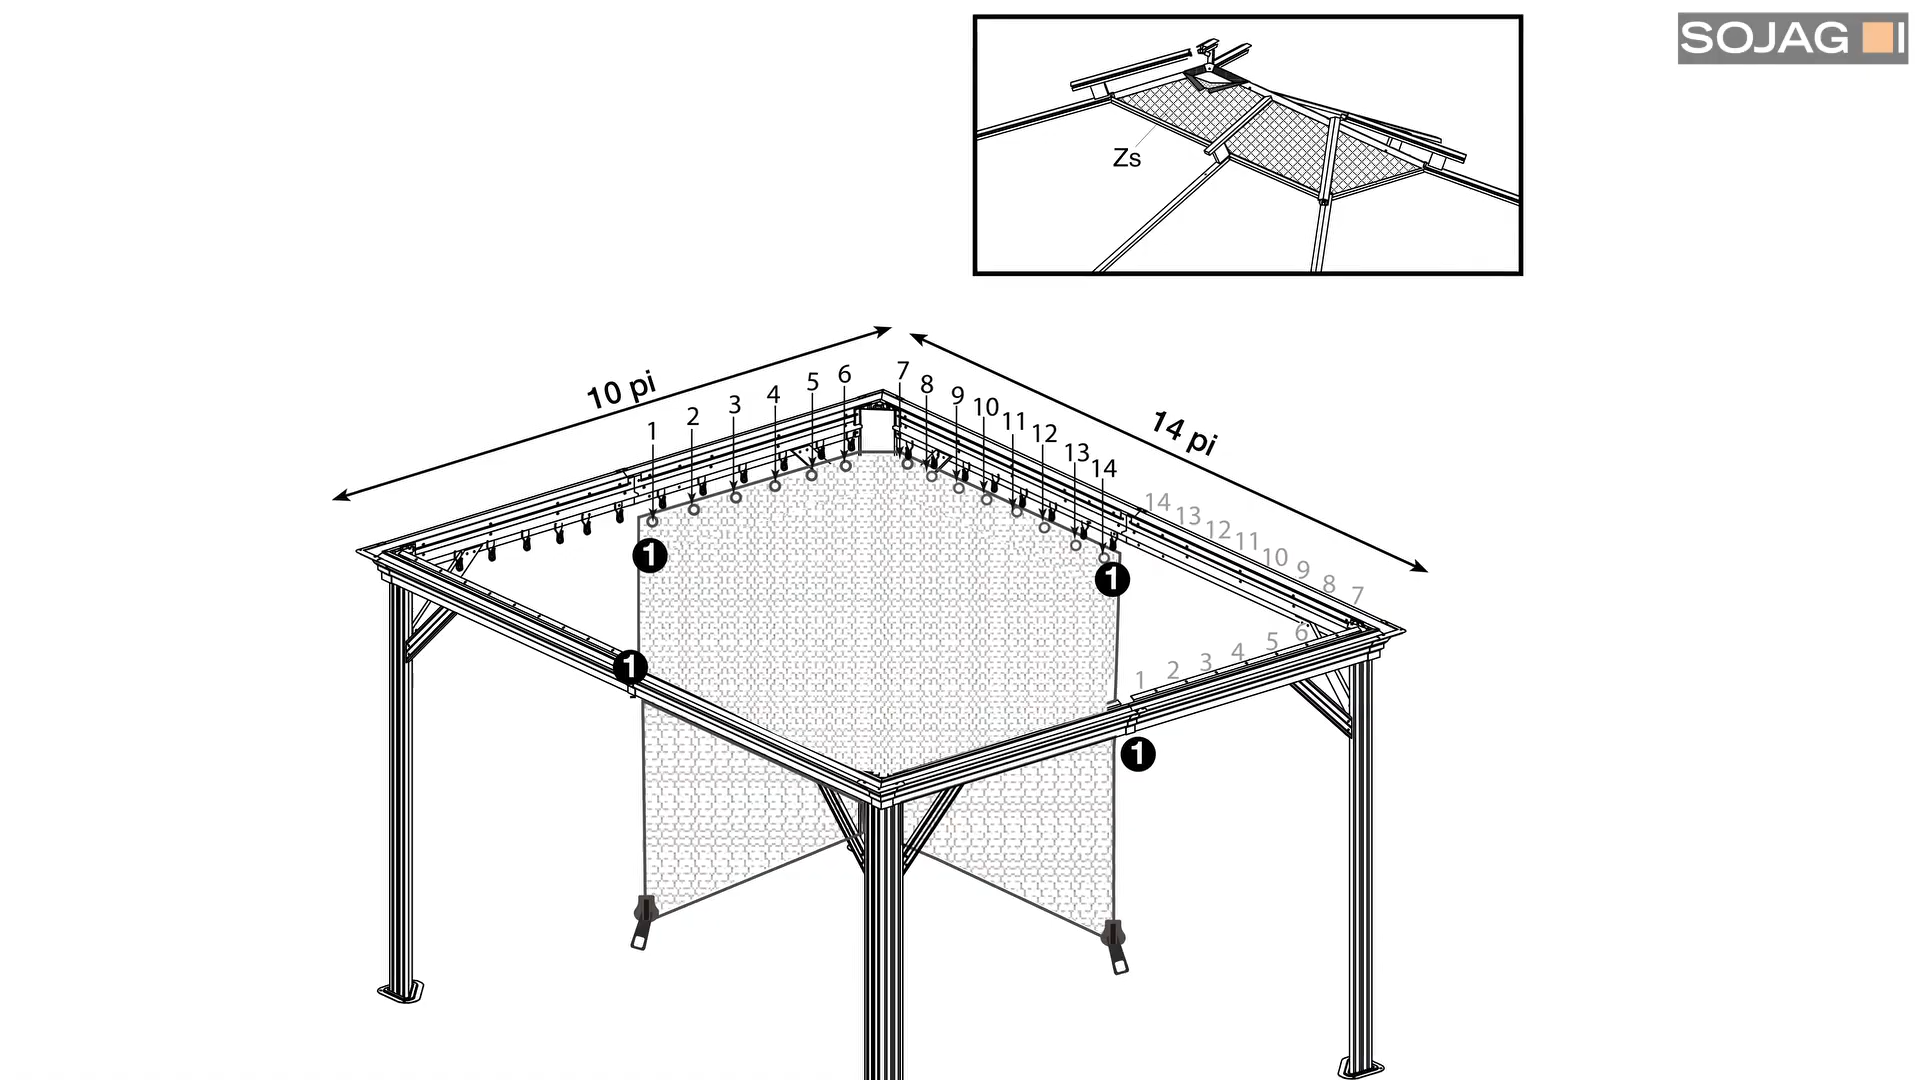 SOJAG
Zs
10 pi
14 pi
1 2 3 4 5 6 7 8 9 10 11 12 13 14
14 13 12 11 10 9 8 7
1 2 3 4 5 6
1
1
1
1